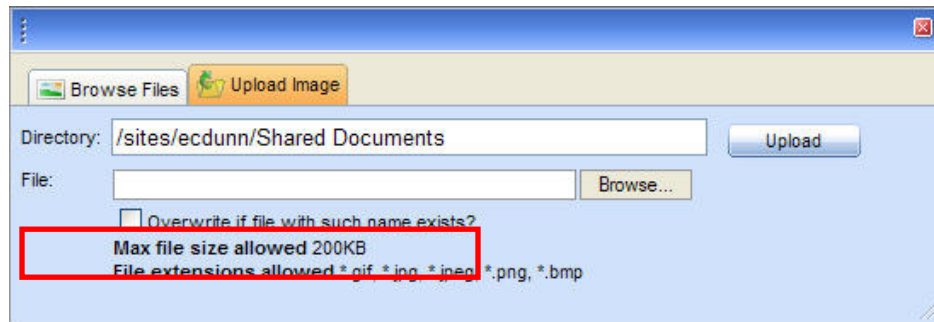 Browse Files Upload Image
Directory: /sites/ecdunn/Shared Documents Upload
File: Browse...
Overwrite if file with such name exists?
Max file size allowed 200KB
File extensions allowed *.gif, *.jpg, *.jpeg, *.png, *.bmp